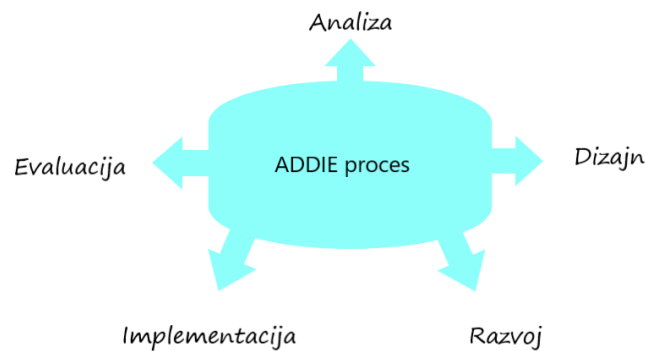 Analiza
Evaluacija
ADDIE proces
Dizajn
Implementacija
Razvoj